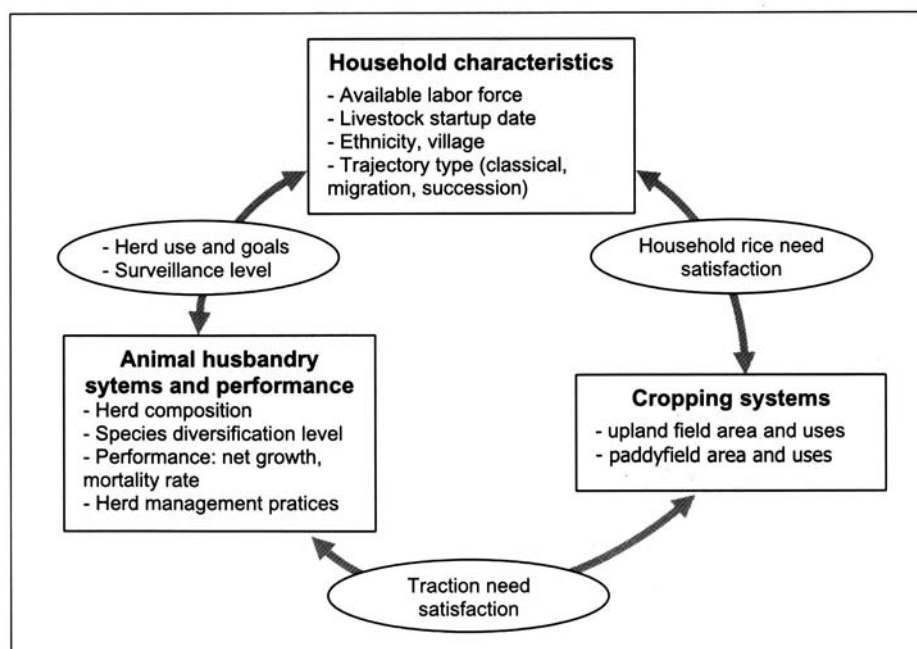 Household characteristics
- Available labor force
- Livestock startup date
- Ethnicity, village
- Trajectory type (classical,
migration, succession)
- Herd use and goals
- Surveillance level
Household rice need
satisfaction
Animal husbandry
sytems and performance
- Herd composition
- Species diversification level
- Performance: net growth,
mortality rate
- Herd management pratices
Cropping systems
- upland field area and uses
- paddyfield area and uses
Traction need
satisfaction